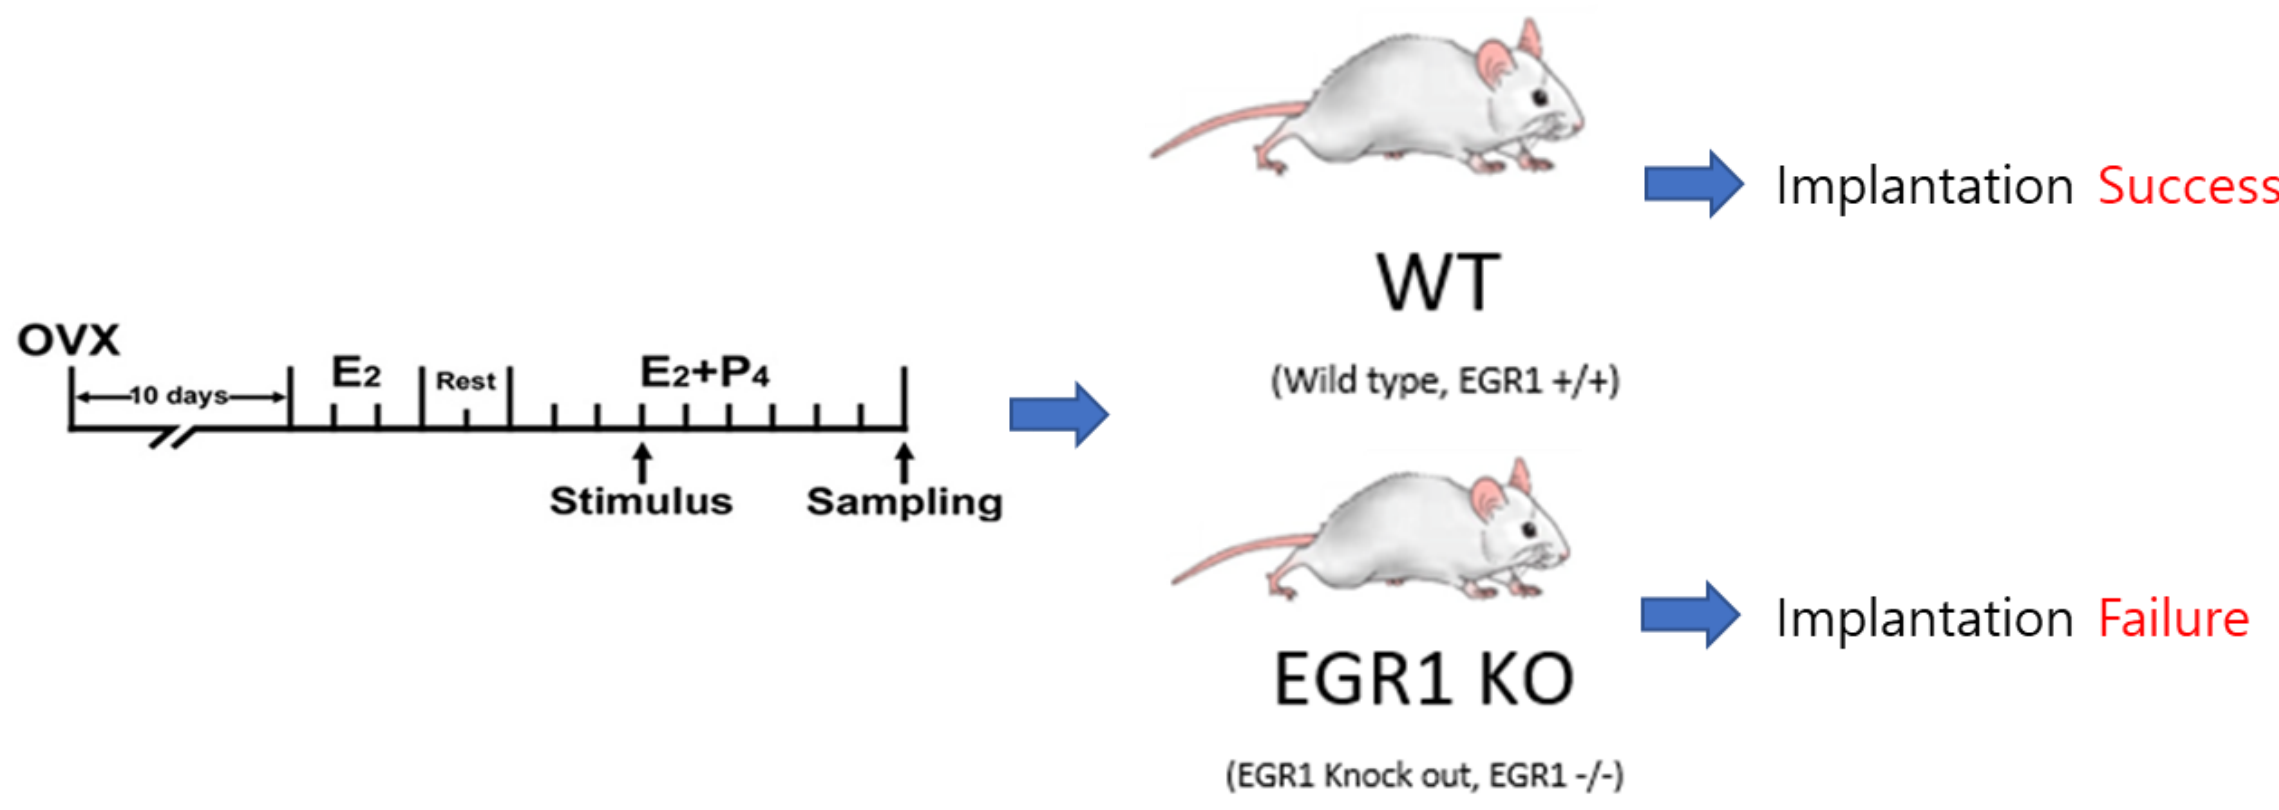 OVX
10 days
E2
Rest
E2+P4
Stimulus
Sampling
WT
(Wild type, EGR1 +/+)
Implantation Success
EGR1 KO
(EGR1 Knock out, EGR1 -/-)
Implantation Failure